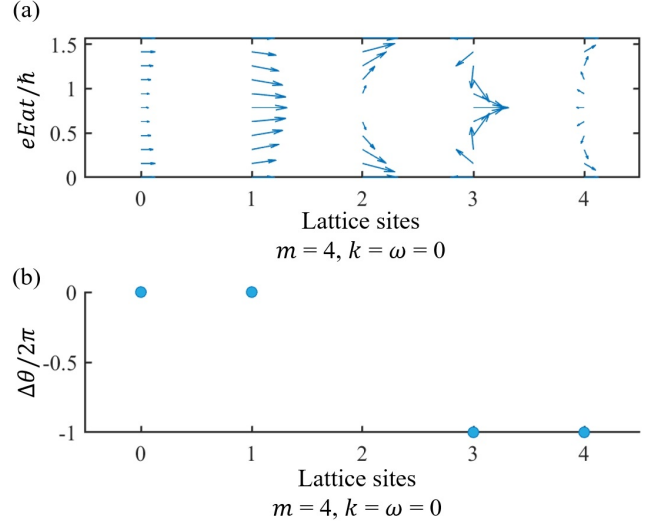 (a)
1.5
1
0.5
0
eEat/ħ
0 1 2 3 4
Lattice sites
m = 4, k = ω = 0
(b)
0
-0.5
-1
Δθ/2π
0 1 2 3 4
Lattice sites
m = 4, k = ω = 0